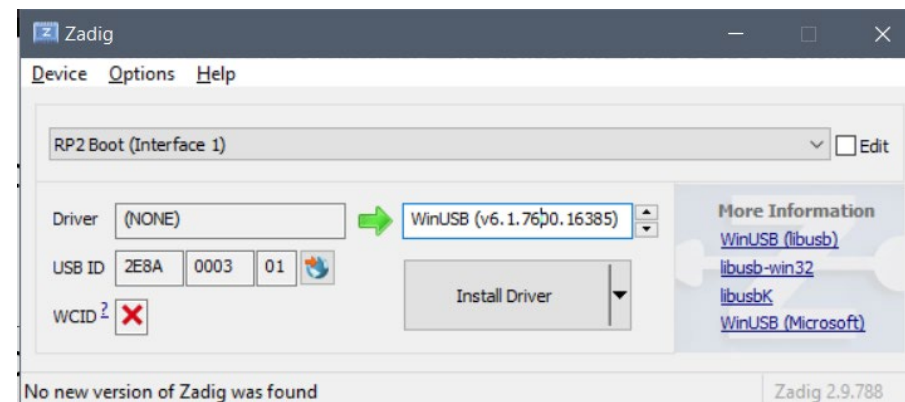 Zadig
Device Options Help
RP2 Boot (Interface 1)
Edit
Driver (NONE)
WinUSB (v6.1.7600.16385)
USB ID 2E8A 0003 01
WCID ?
Install Driver
More Information
WinUSB (libusb)
libusb-win32
libusbK
WinUSB (Microsoft)
No new version of Zadig was found
Zadig 2.9.788